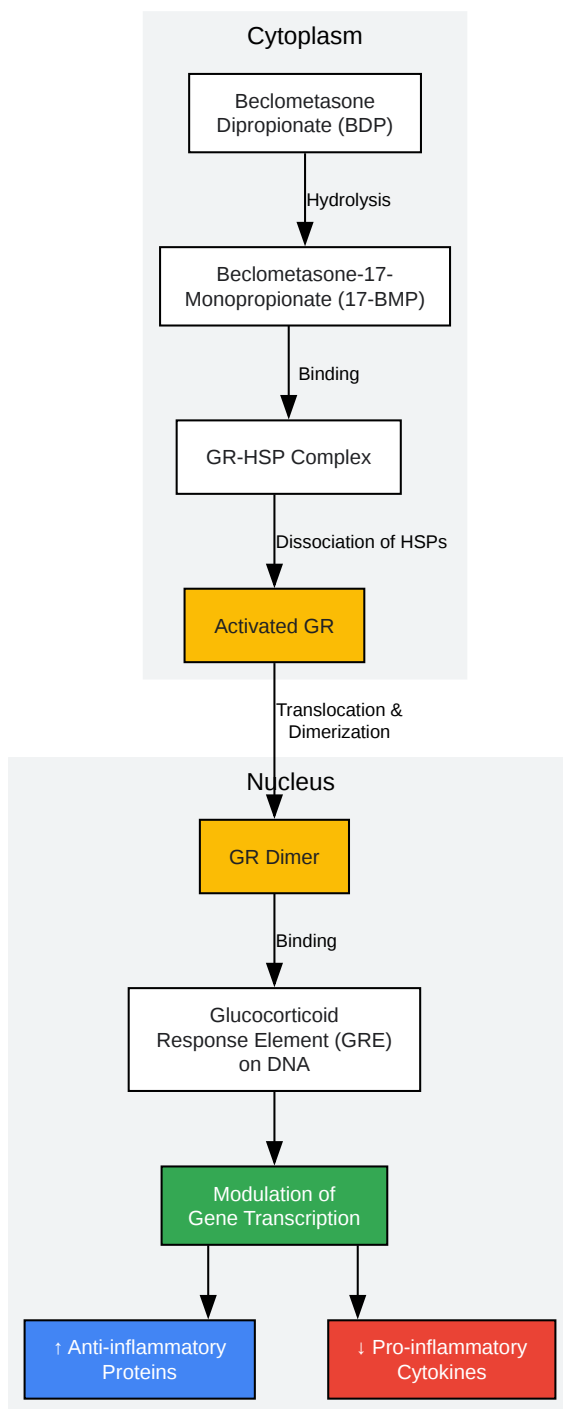 Cytoplasm
Beclometasone
Dipropionate (BDP)
Hydrolysis
Beclometasone-17-
Monopropionate (17-BMP)
Binding
GR-HSP Complex
Dissociation of HSPs
Activated GR
Translocation &
Dimerization
Nucleus
GR Dimer
Binding
Glucocorticoid
Response Element (GRE)
on DNA
Modulation of
Gene Transcription
↑ Anti-inflammatory
Proteins
↓ Pro-inflammatory
Cytokines